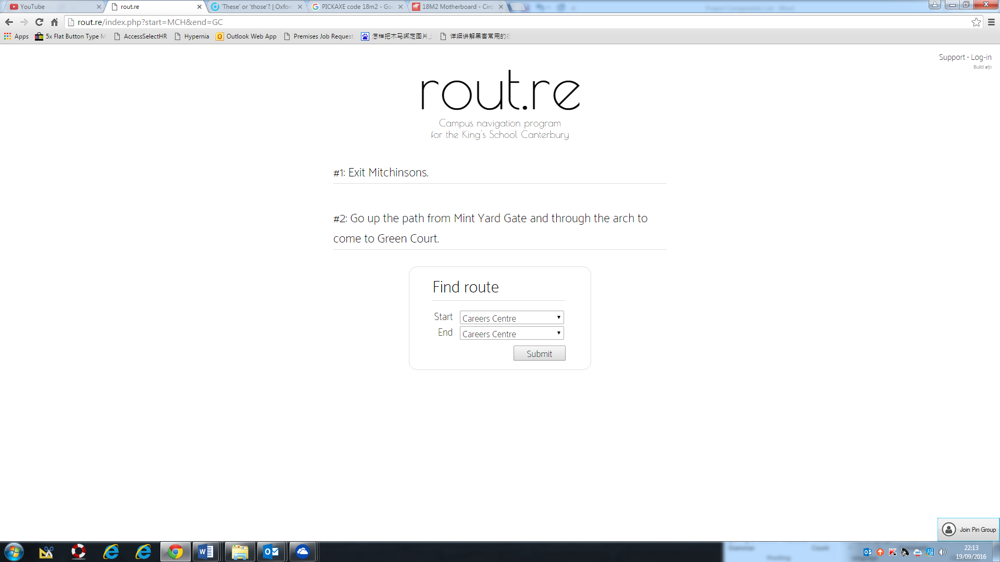 YouTube
rout.re
'These' or 'those'? | Oxfor
PICKAXE code 18m2 - Go
18M2 Motherboard - Circ
rout.re/index.php?start=MCH&end=GC
Apps
5x Flat Button Type M
AccessSelectHR
Hypernia
Outlook Web App
Premises Job Request
怎样把木马绑定图片上
详细讲解黑客常用的
Support · Log-in
Build #51
rout.re
Campus navigation program
for the King's School Canterbury
#1: Exit Mitchinsons.
#2: Go up the path from Mint Yard Gate and through the arch to
come to Green Court.
Find route
Start
Careers Centre
End
Careers Centre
Submit
Join Pin Group
22:13
19/09/2016